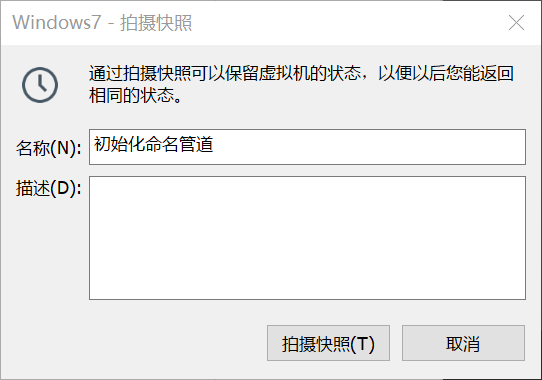 Windows7 - 拍摄快照
通过拍摄快照可以保留虚拟机的状态，以便以后您能返回
相同的状态。
名称(N): 初始化命名管道
描述(D):
拍摄快照(T) 取消